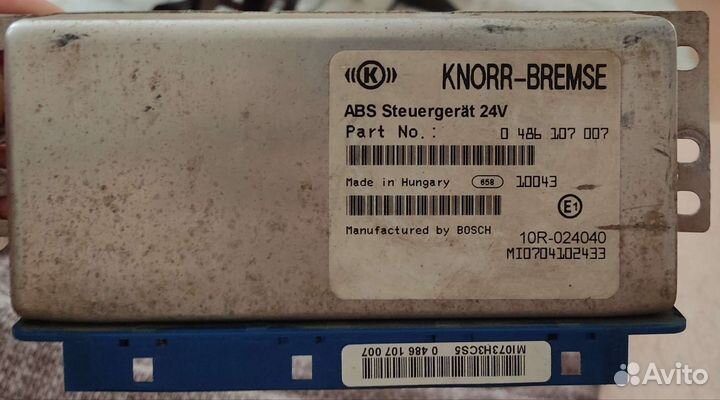 ((K)) KNORR-BREMSE
ABS Steuergerät 24V
Part No.: 0 486 107 007
Made in Hungary 658 10043
E1
Manufactured by BOSCH 10R-024040
MI0704102433
MI073H3CS5 0 486 107 007
Avito